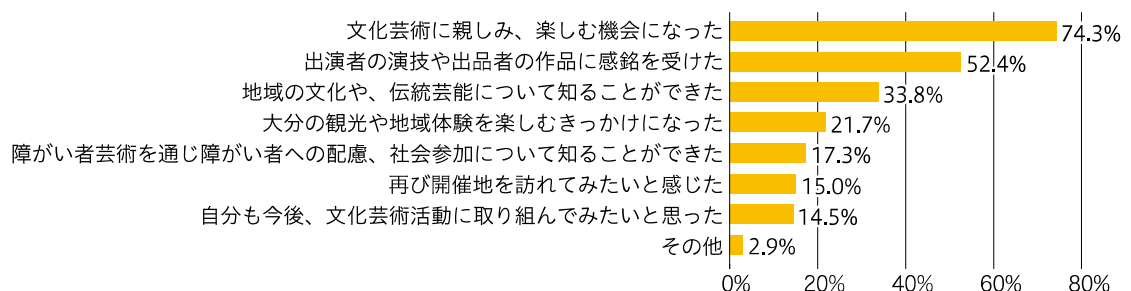 文化芸術に親しみ、楽しむ機会になった 74.3%
出演者の演技や出品者の作品に感銘を受けた 52.4%
地域の文化や、伝統芸能について知ることができた 33.8%
大分の観光や地域体験を楽しむきっかけになった 21.7%
障がい者芸術を通じ障がい者への配慮、社会参加について知ることができた 17.3%
再び開催地を訪れてみたいと感じた 15.0%
自分も今後、文化芸術活動に取り組んでみたいと思った 14.5%
その他 2.9%
0% 20% 40% 60% 80%